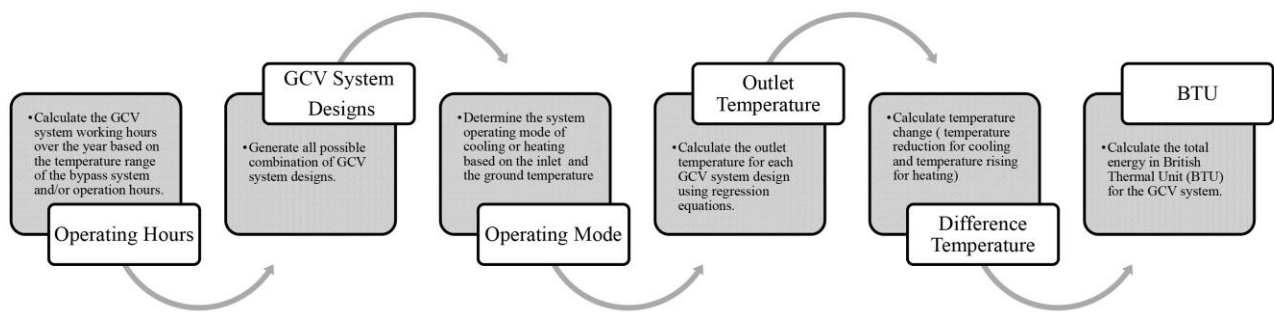 •Calculate the GCV
system working hours
over the year based on
the temperature range
of the bypass system
and/or operation hours.
Operating Hours
GCV System
Designs
•Generate all possible
combination of GCV
system designs.
•Determine the system
operating mode of
cooling or heating
based on the inlet and
the ground temperature
Operating Mode
Outlet
Temperature
•Calculate the outlet
temperature for each
GCV system design
using regression
equations.
•Calculate temperature
change ( temperature
reduction for cooling
and temperature rising
for heating)
Difference
Temperature
BTU
•Calculate the total
energy in British
Thermal Unit (BTU)
for the GCV system.